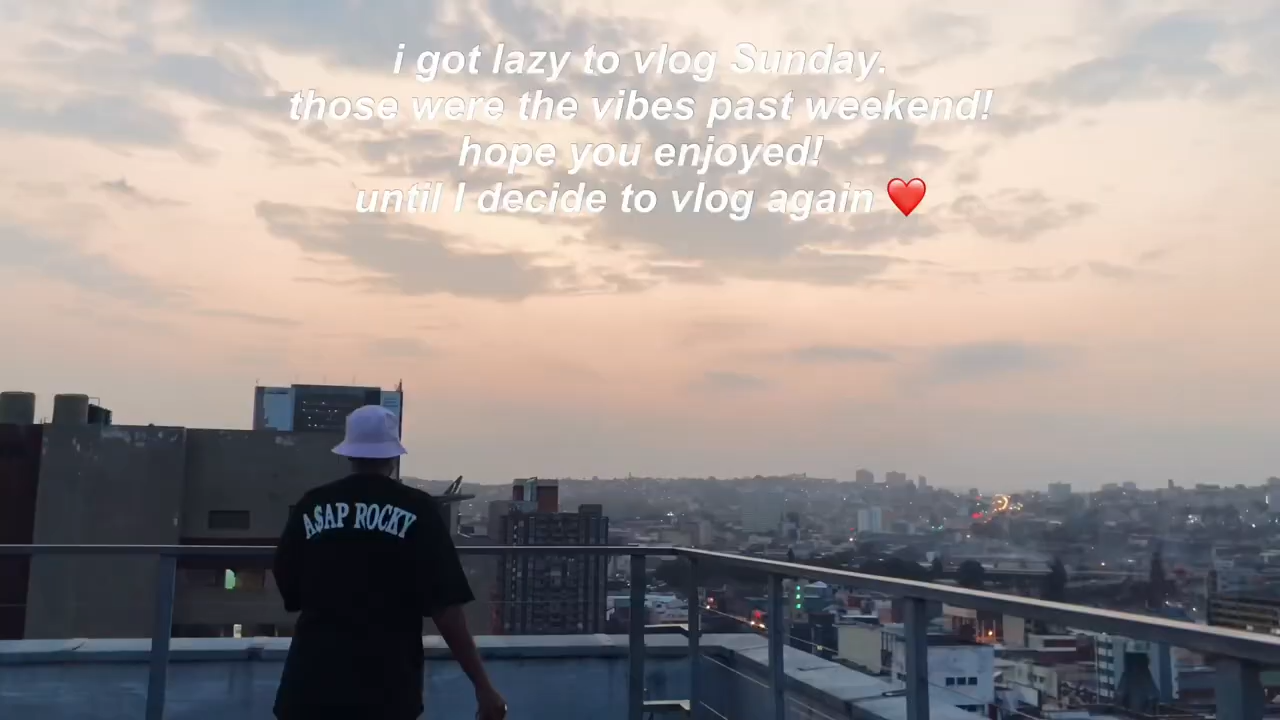 i got lazy to vlog Sunday.
those were the vibes past weekend!
hope you enjoyed!
until I decide to vlog again ❤️
A$AP ROCKY